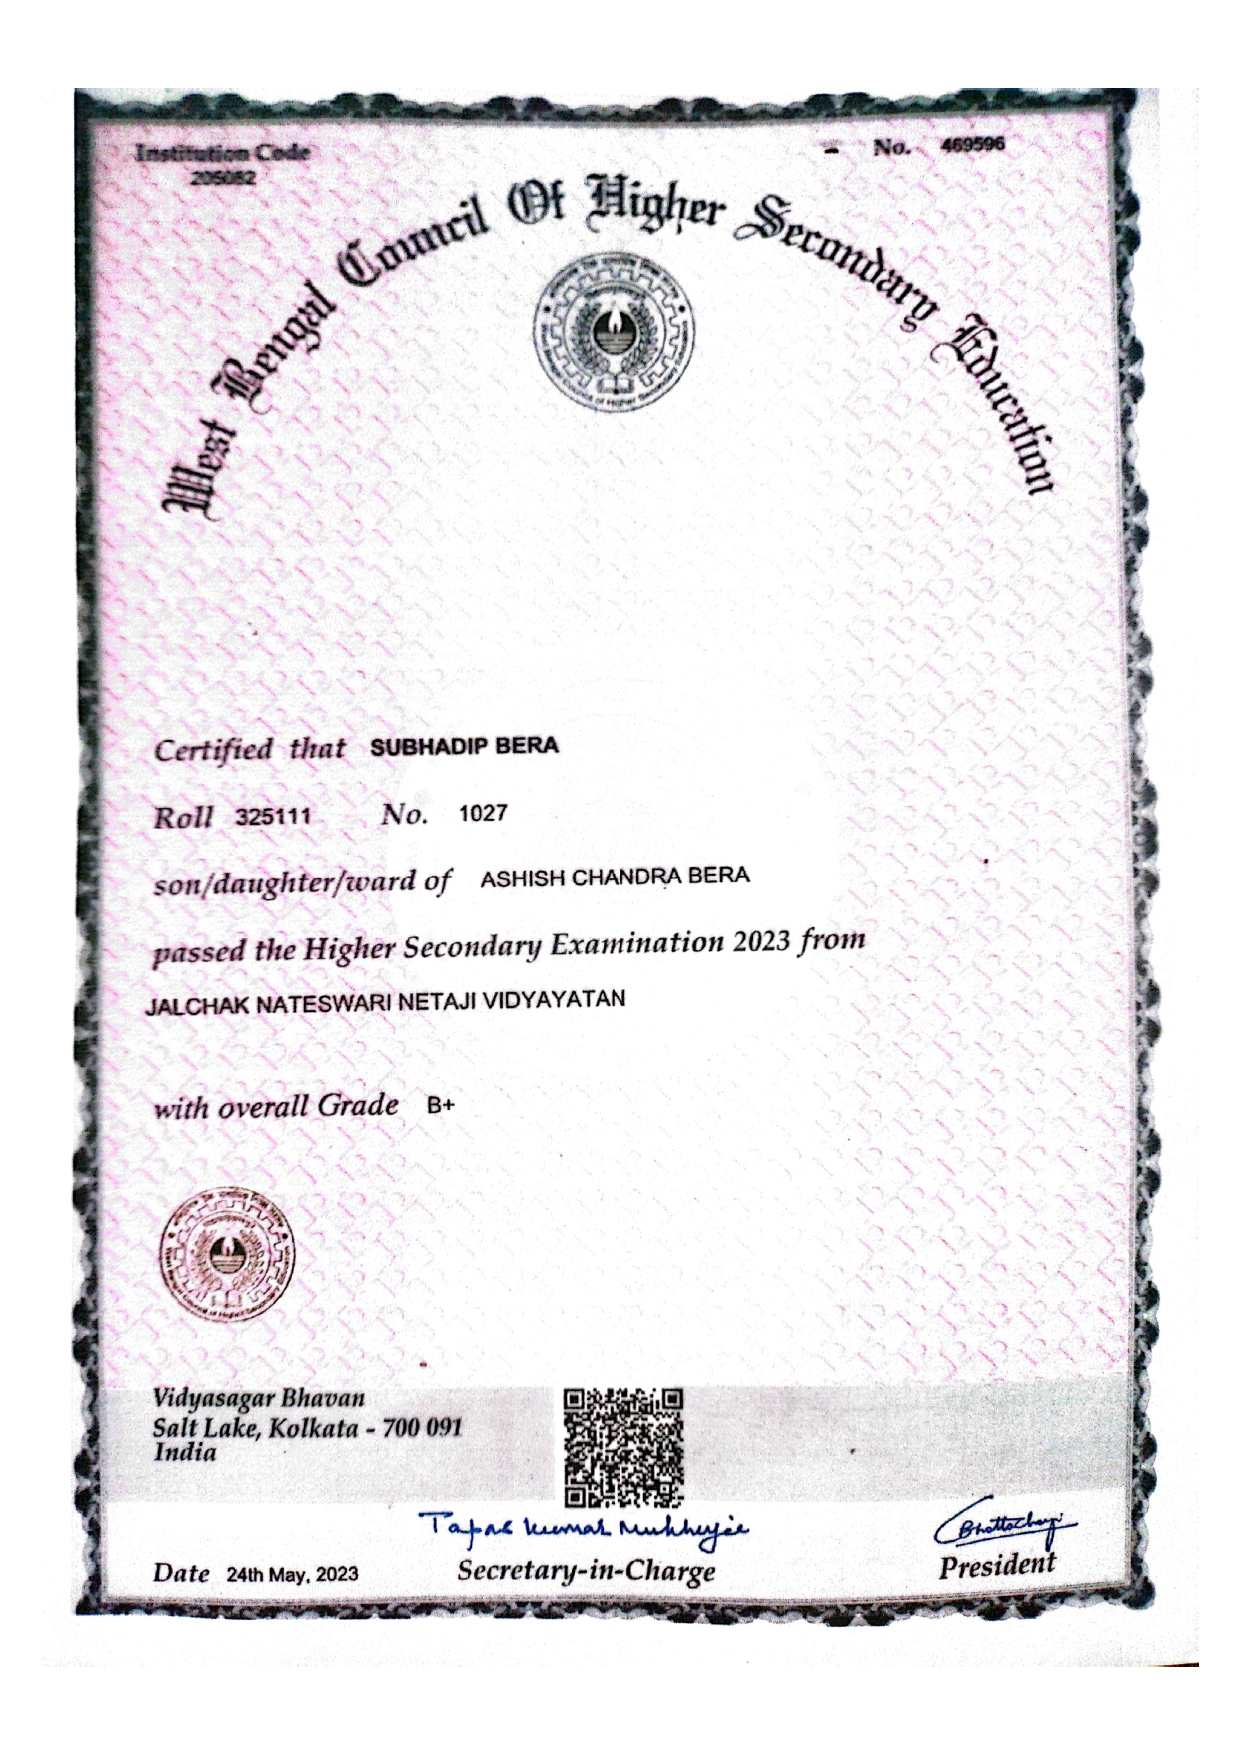 Institution Code
205082
No. 469596
West Bengal Council Of Higher Secondary Education
Certified that SUBHADIP BERA
Roll 325111 No. 1027
son/daughter/ward of ASHISH CHANDRA BERA
passed the Higher Secondary Examination 2023 from
JALCHAK NATESWARI NETAJI VIDYAYATAN
with overall Grade B+
Vidyasagar Bhavan
Salt Lake, Kolkata - 700 091
India
Tapas Kumar Mukherjee
Date 24th May, 2023 Secretary-in-Charge President